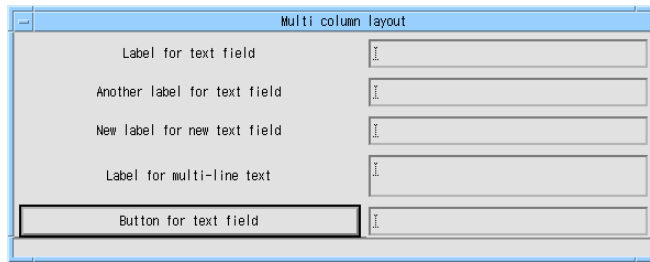 Multi column layout
Label for text field
Another label for text field
New label for new text field
Label for multi-line text
Button for text field